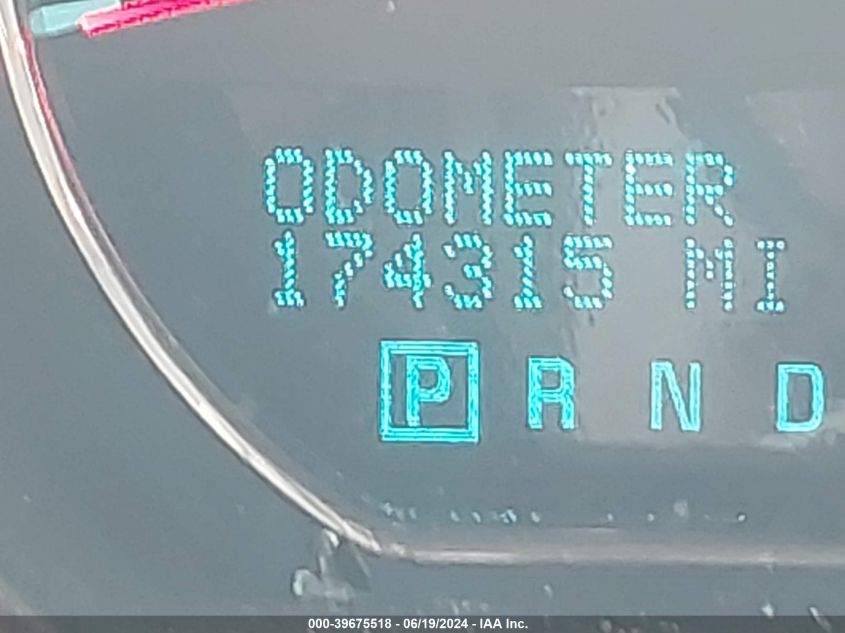 ODOMETER
174315 MI
P R N D
000-39675518 - 06/19/2024 - IAA Inc.